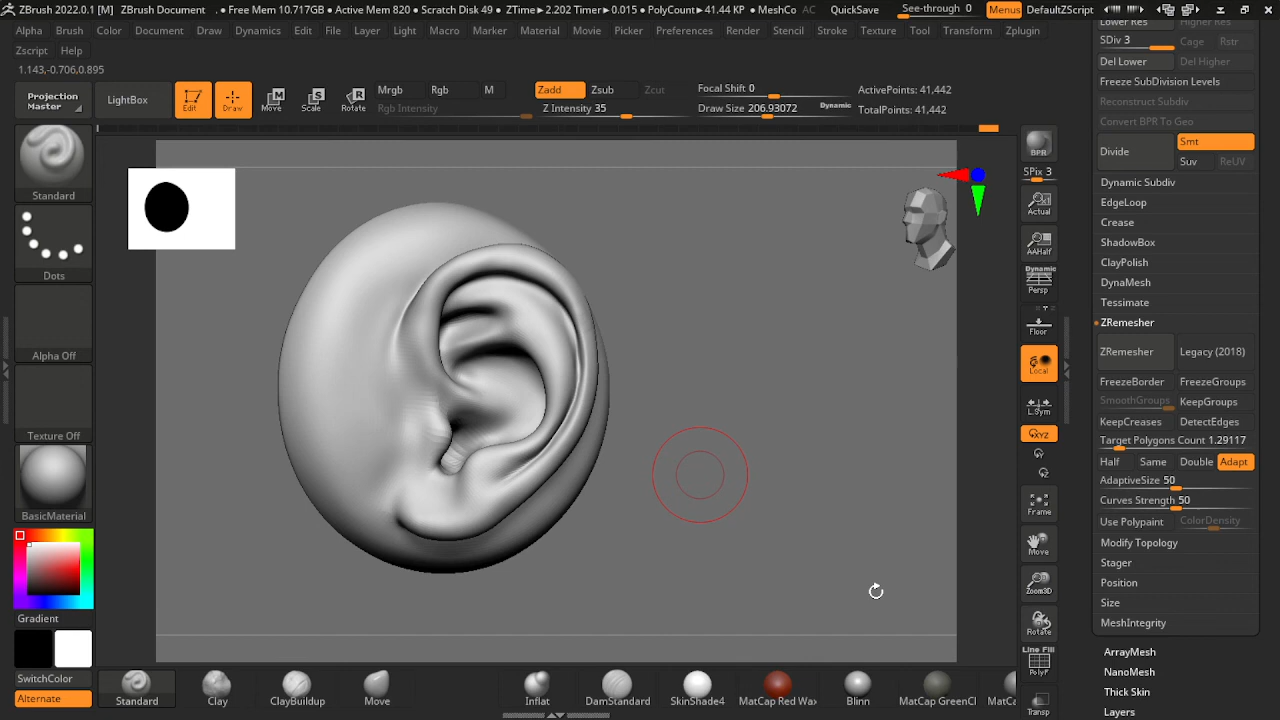 ZBrush 2022.0.1 [M] ZBrush Document . • Free Mem 10.717GB • Active Mem 820 • Scratch Disk 49 • ZTime▸2.202 Timer▸0.015 • PolyCount▸41.44 KP • MeshCo AC QuickSave See-through 0 Menus DefaultZScript
Alpha Brush Color Document Draw Dynamics Edit File Layer Light Macro Marker Material Movie Picker Preferences Render Stencil Stroke Texture Tool Transform Zplugin
Zscript Help
1.143,-0.706,0.895
Projection Master
LightBox
Edit
Draw
Move
Scale
Rotate
Mrgb Rgb M
Rgb Intensity
Zadd Zsub Zcut
Z Intensity 35
Focal Shift 0
Draw Size 206.93072 Dynamic
ActivePoints: 41,442
TotalPoints: 41,442
Standard
Dots
Alpha Off
Texture Off
BasicMaterial
Gradient
SwitchColor
Alternate
BPR
SPix 3
Actual
AAHalf
Dynamic
Persp
Floor
Local
L.Sym
XYZ
Frame
Move
Zoom3D
Rotate
Line Fill
PolyF
Transp
Lower Res Higher Res
SDiv 3 Cage Rstr
Del Lower Del Higher
Freeze SubDivision Levels
Reconstruct Subdiv
Convert BPR To Geo
Divide Smt
Suv ReUV
Dynamic Subdiv
EdgeLoop
Crease
ShadowBox
ClayPolish
DynaMesh
Tessimate
ZRemesher
ZRemesher Legacy (2018)
FreezeBorder FreezeGroups
SmoothGroups KeepGroups
KeepCreases DetectEdges
Target Polygons Count 1.29117
Half Same Double Adapt
AdaptiveSize 50
Curves Strength 50
Use Polypaint ColorDensity
Modify Topology
Stager
Position
Size
MeshIntegrity
ArrayMesh
NanoMesh
Thick Skin
Layers
Standard Clay ClayBuildup Move Inflat DamStandard SkinShade4 MatCap Red Wax Blinn MatCap GreenCl MatCa